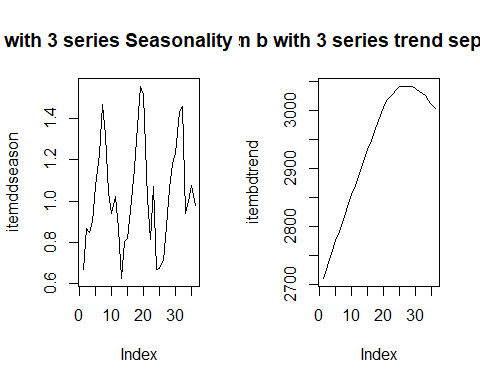 with 3 series Seasonality
m b with 3 series trend sep
itemddseason
0.6 0.8 1.0 1.2 1.4
0 10 20 30
Index
itembdtrend
2700 2800 2900 3000
0 10 20 30
Index